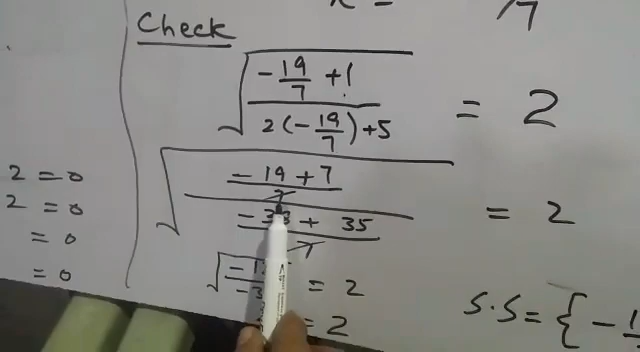 Check
√((-19/7 + 1)/(2(-19/7) + 5)) = 2
√(((-19 + 7)/7)/((-38 + 35)/7)) = 2
= 2
= 2
2 = 0
2 = 0
= 0
= 0
S.S = { -